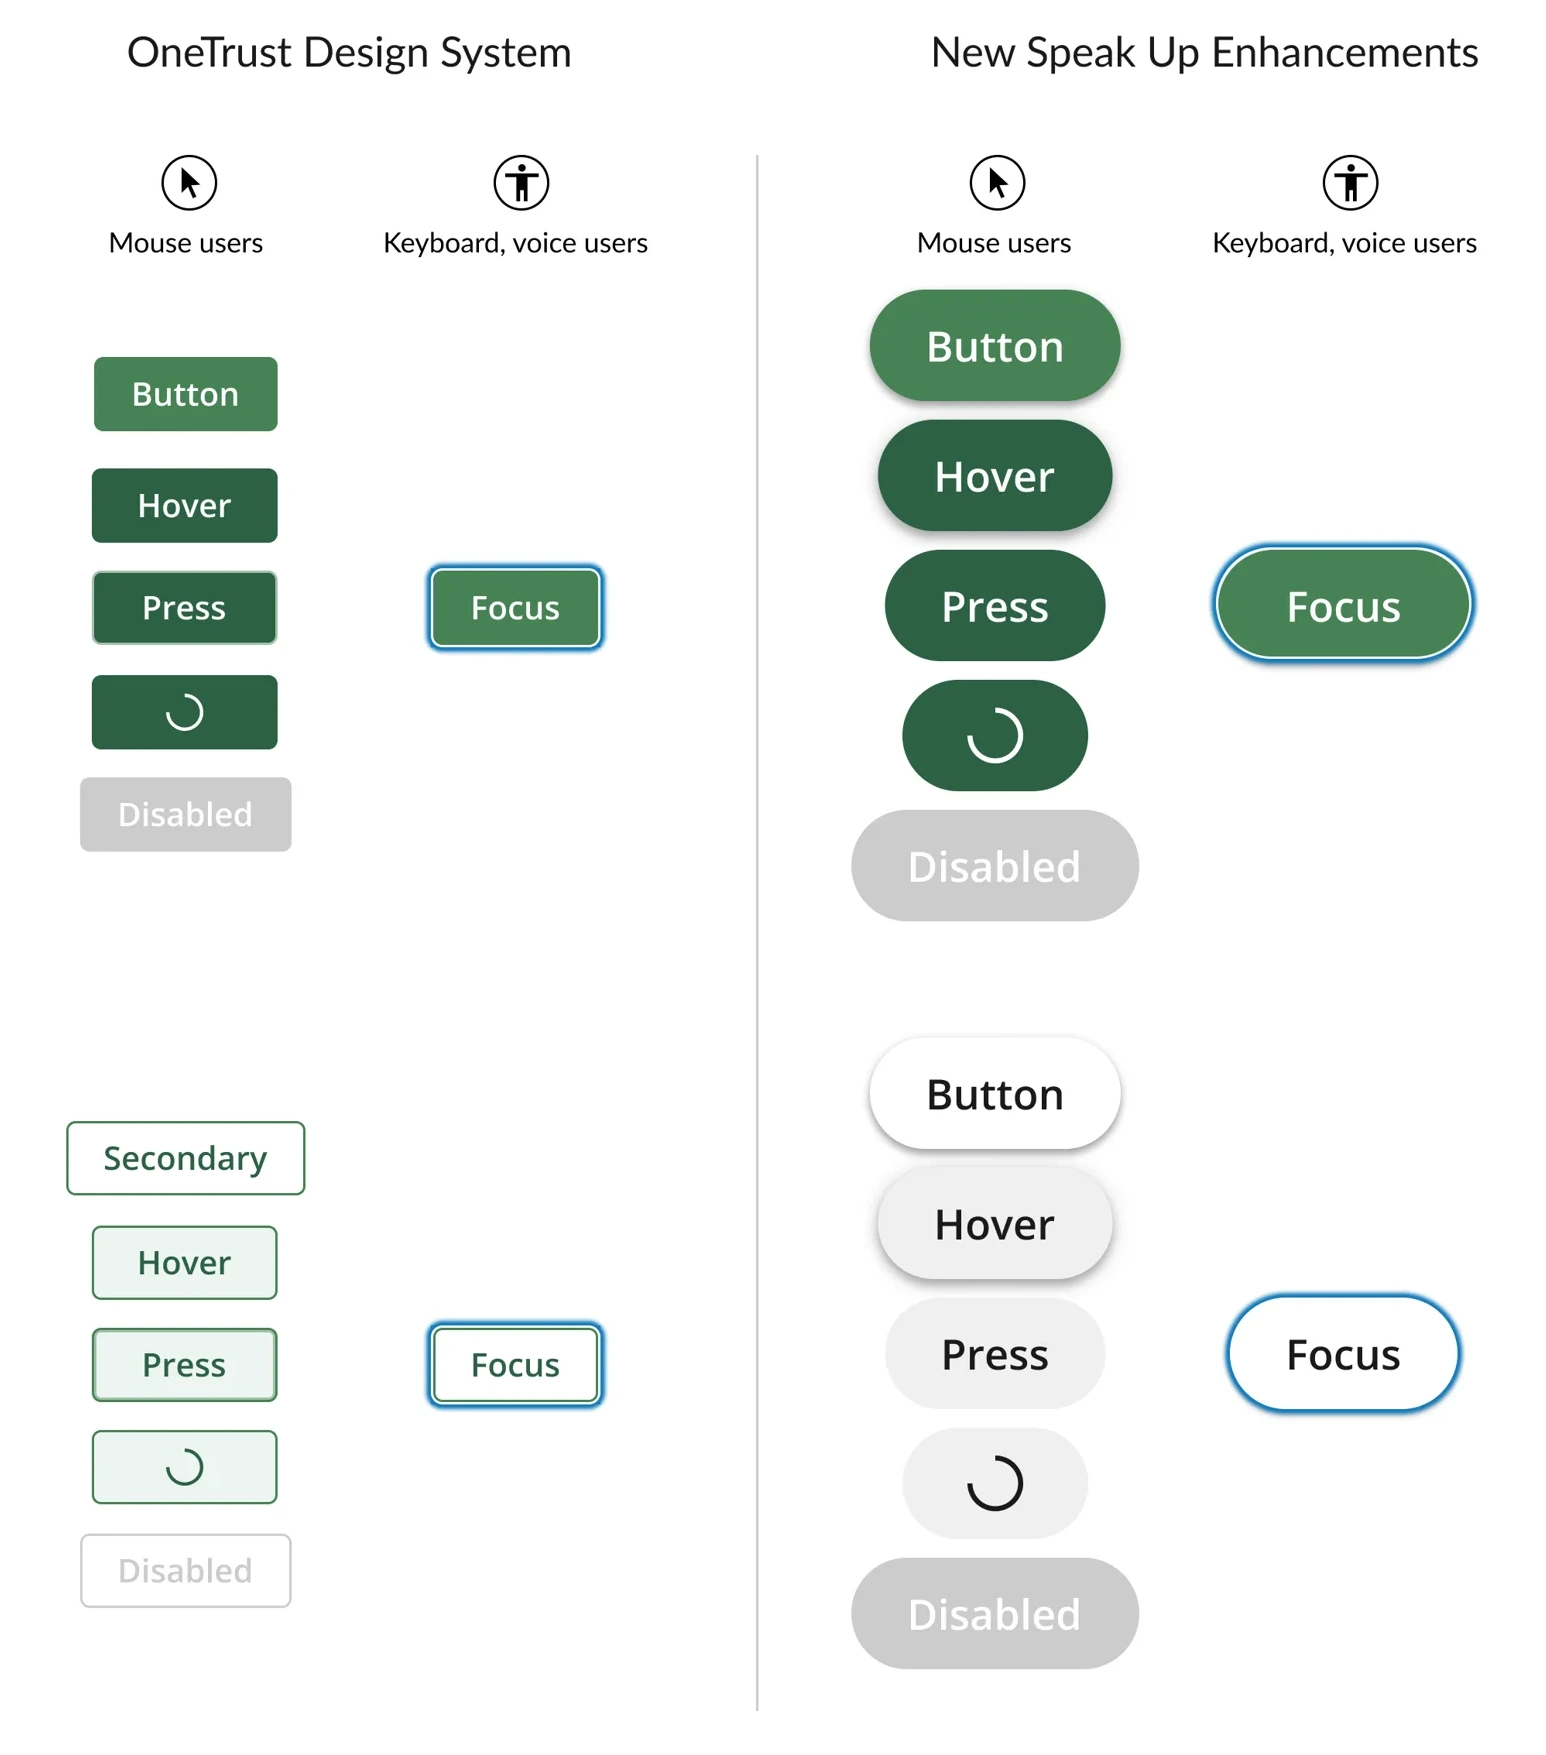 OneTrust Design System
Mouse users
Keyboard, voice users
Button
Hover
Press
Focus
Disabled
Secondary
Hover
Press
Focus
Disabled
New Speak Up Enhancements
Mouse users
Keyboard, voice users
Button
Hover
Press
Focus
Disabled
Button
Hover
Press
Focus
Disabled